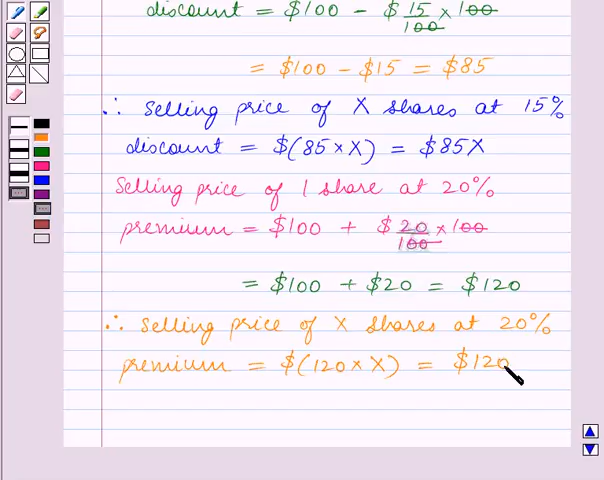 discount = $100 - $ 15/100 × 100
= $100 - $15 = $85
∴ Selling price of X shares at 15%
discount = $(85 × X) = $85X
Selling price of 1 share at 20%
premium = $100 + $ 20/100 × 100
= $100 + $20 = $120
∴ Selling price of X shares at 20%
premium = $(120 × X) = $120